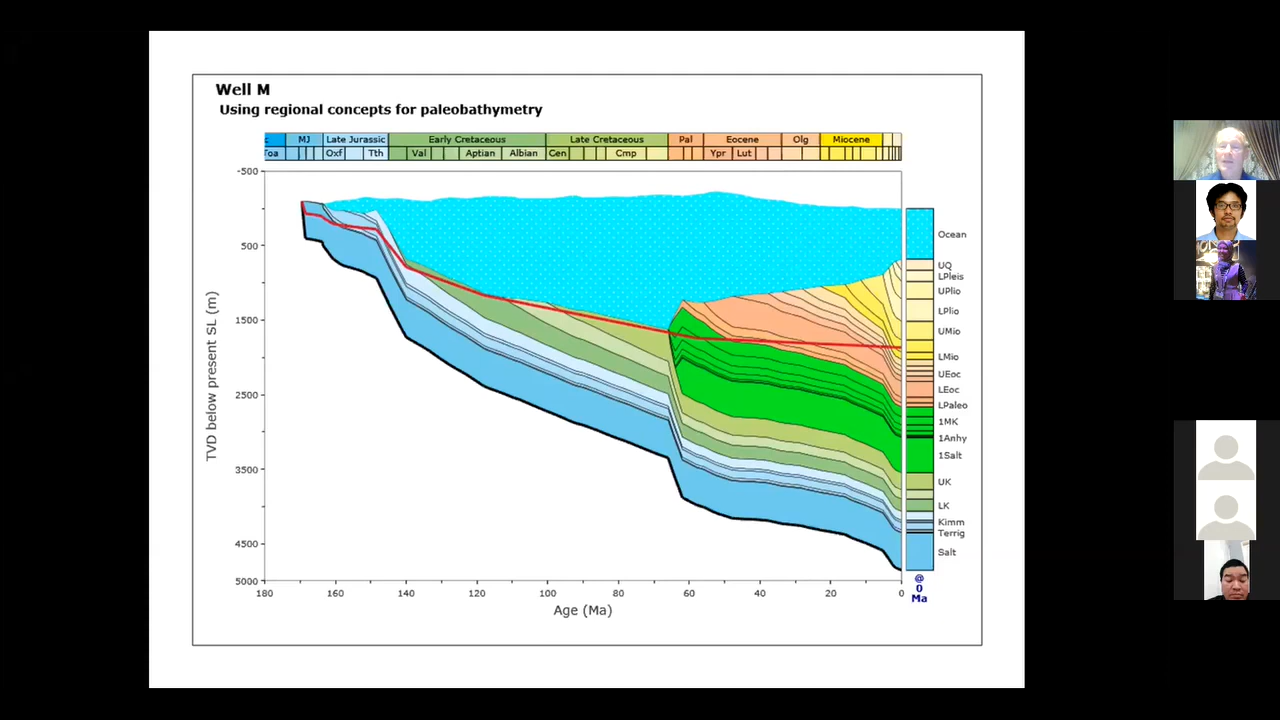 Well M
Using regional concepts for paleobathymetry
c MJ Late Jurassic Early Cretaceous Late Cretaceous Pal Eocene Olg Miocene
Toa Oxf Tth Val Aptian Albian Cen Cmp Ypr Lut
-500
500
1500
2500
3500
4500
5000
TVD below present SL (m)
180 160 140 120 100 80 60 40 20 0
Age (Ma)
Ocean
UQ
LPleis
UPlio
LPlio
UMio
LMio
UEoc
LEoc
LPaleo
1MK
1Anhy
1Salt
UK
LK
Kimm
Terrig
Salt
@
0
Ma